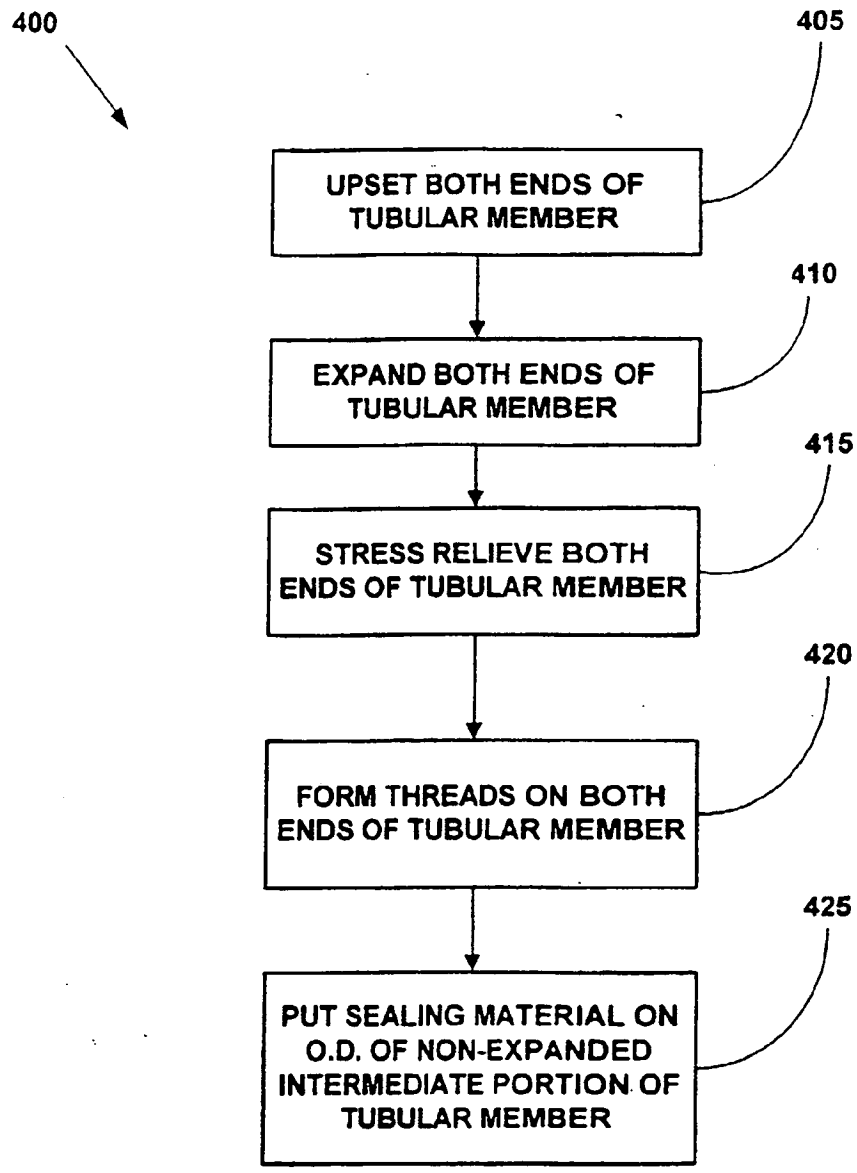 400
405
UPSET BOTH ENDS OF
TUBULAR MEMBER
410
EXPAND BOTH ENDS OF
TUBULAR MEMBER
415
STRESS RELIEVE BOTH
ENDS OF TUBULAR MEMBER
420
FORM THREADS ON BOTH
ENDS OF TUBULAR MEMBER
425
PUT SEALING MATERIAL ON
O.D. OF NON-EXPANDED
INTERMEDIATE PORTION OF
TUBULAR MEMBER